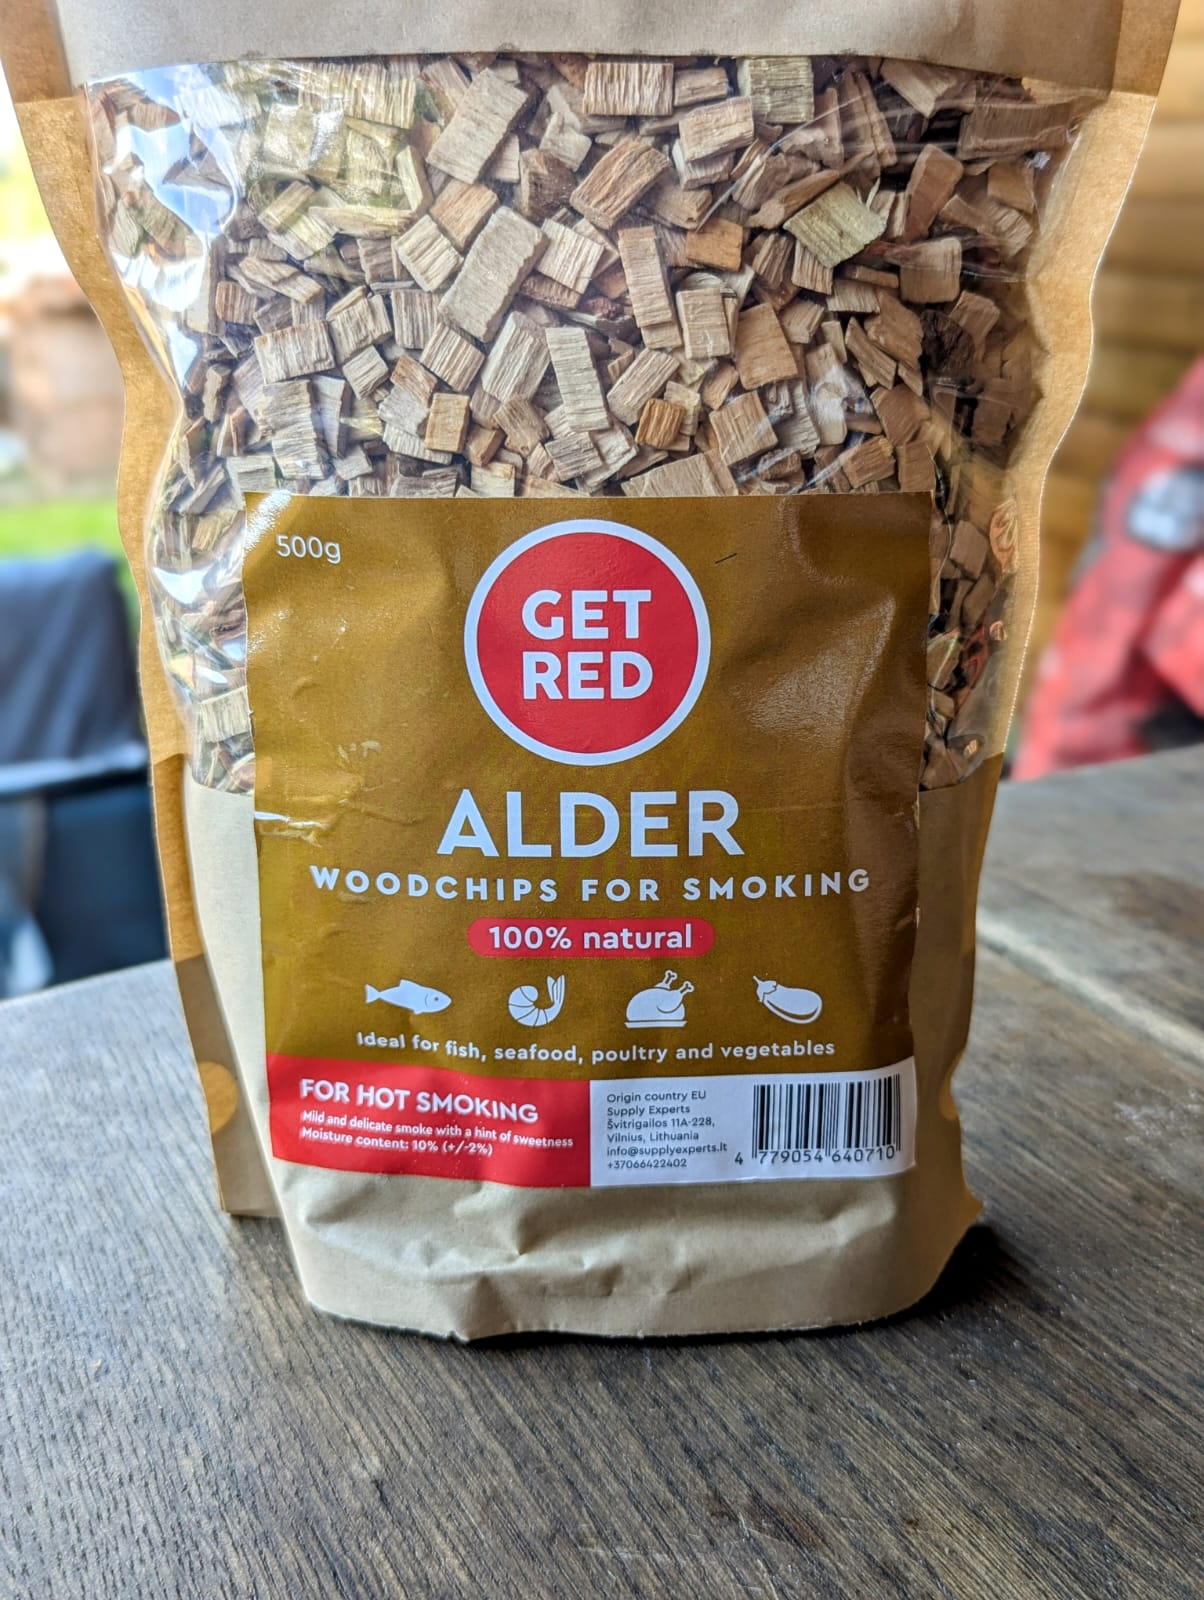 500g
GET
RED
ALDER
WOODCHIPS FOR SMOKING
100% natural
Ideal for fish, seafood, poultry and vegetables
FOR HOT SMOKING
Mild and delicate smoke with a hint of sweetness
Moisture content: 10% (+/-2%)
Origin country EU
Supply Experts
Švitrigailos 11A-228,
Vilnius, Lithuania
info@supplyexperts.lt
+37066422402
4 779054 640710